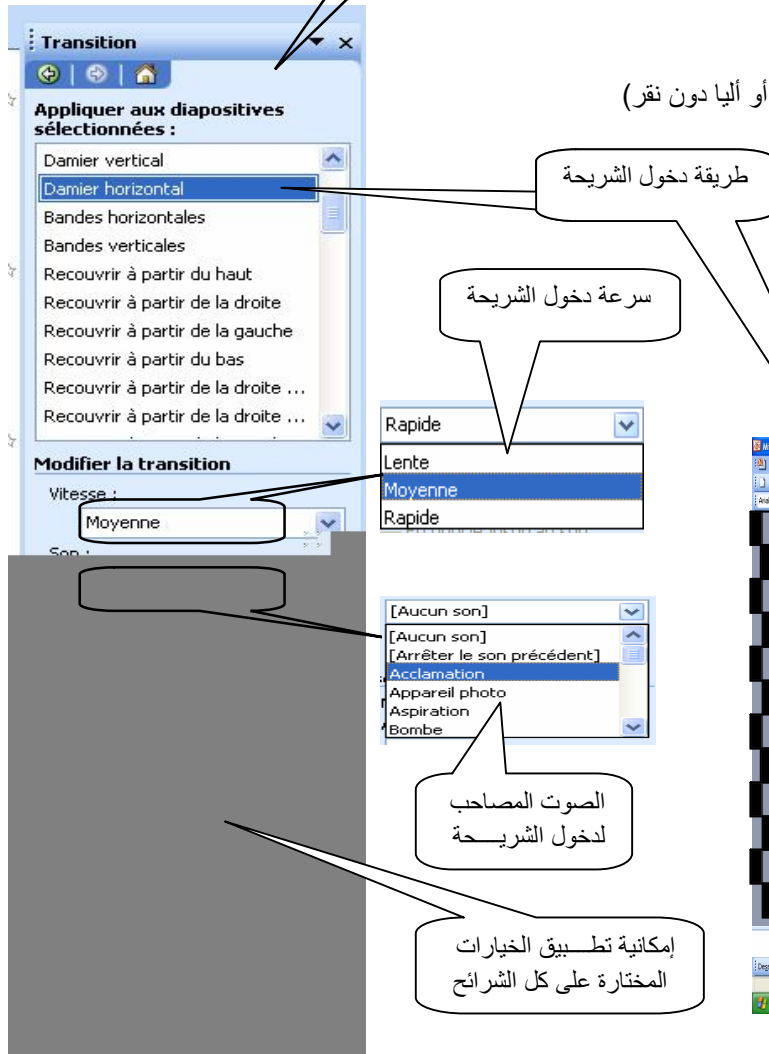 Transition
أو أليا دون نقر)
Appliquer aux diapositives
sélectionnées :
Damier vertical
Damier horizontal
Bandes horizontales
Bandes verticales
Recouvrir à partir du haut
Recouvrir à partir de la droite
Recouvrir à partir de la gauche
Recouvrir à partir du bas
Recouvrir à partir de la droite ...
Recouvrir à partir de la droite ...
طريقة دخول الشريحة
سرعة دخول الشريحة
Modifier la transition
Vitesse :
Moyenne
Son :
Rapide
Lente
Moyenne
Rapide
[Aucun son]
[Aucun son]
[Arrêter le son précédent]
Acclamation
Appareil photo
Aspiration
Bombe
الصوت المصاحب
لدخول الشريـــحة
إمكانية تطـــبيق الخيارات
المختارة على كل الشرائح